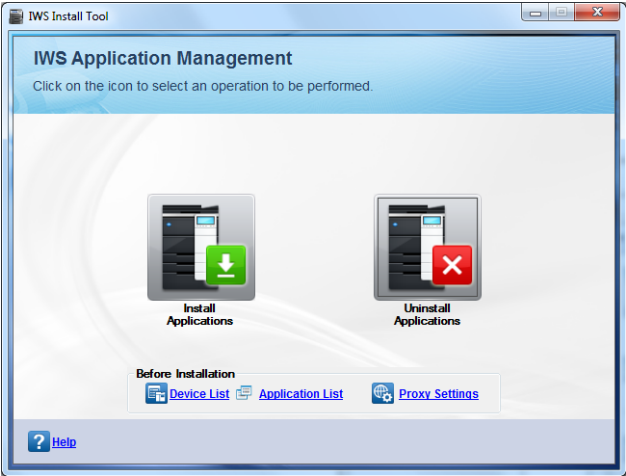 IWS Install Tool
IWS Application Management
Click on the icon to select an operation to be performed.
Install
Applications
Uninstall
Applications
Before Installation
Device List Application List Proxy Settings
? Help